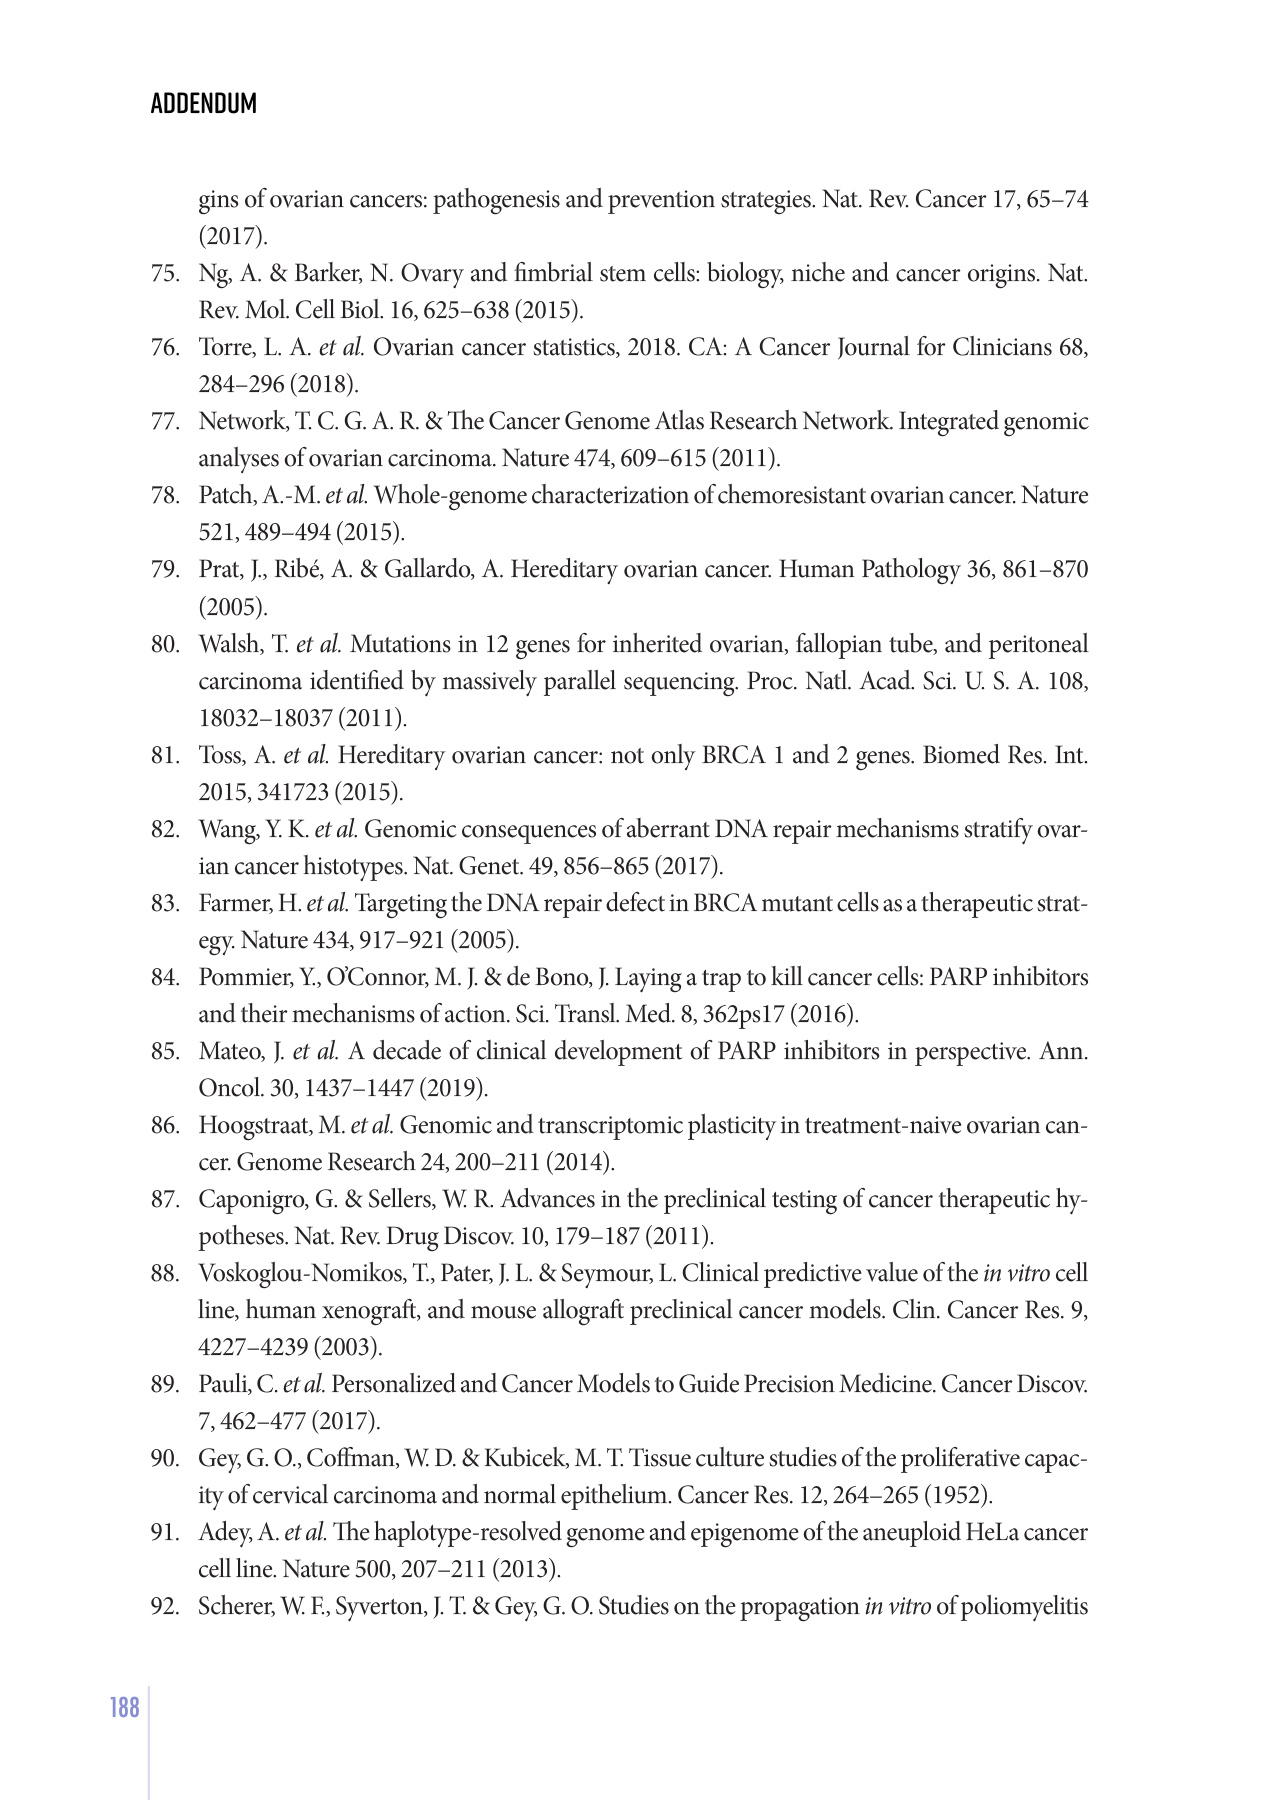 ADDENDUM
gins of ovarian cancers: pathogenesis and prevention strategies. Nat. Rev. Cancer 17, 65–74
(2017).
75. Ng, A. & Barker, N. Ovary and fimbrial stem cells: biology, niche and cancer origins. Nat.
Rev. Mol. Cell Biol. 16, 625–638 (2015).
76. Torre, L. A. et al. Ovarian cancer statistics, 2018. CA: A Cancer Journal for Clinicians 68,
284–296 (2018).
77. Network, T. C. G. A. R. & The Cancer Genome Atlas Research Network. Integrated genomic
analyses of ovarian carcinoma. Nature 474, 609–615 (2011).
78. Patch, A.-M. et al. Whole-genome characterization of chemoresistant ovarian cancer. Nature
521, 489–494 (2015).
79. Prat, J., Ribé, A. & Gallardo, A. Hereditary ovarian cancer. Human Pathology 36, 861–870
(2005).
80. Walsh, T. et al. Mutations in 12 genes for inherited ovarian, fallopian tube, and peritoneal
carcinoma identified by massively parallel sequencing. Proc. Natl. Acad. Sci. U. S. A. 108,
18032–18037 (2011).
81. Toss, A. et al. Hereditary ovarian cancer: not only BRCA 1 and 2 genes. Biomed Res. Int.
2015, 341723 (2015).
82. Wang, Y. K. et al. Genomic consequences of aberrant DNA repair mechanisms stratify ovar-
ian cancer histotypes. Nat. Genet. 49, 856–865 (2017).
83. Farmer, H. et al. Targeting the DNA repair defect in BRCA mutant cells as a therapeutic strat-
egy. Nature 434, 917–921 (2005).
84. Pommier, Y., O’Connor, M. J. & de Bono, J. Laying a trap to kill cancer cells: PARP inhibitors
and their mechanisms of action. Sci. Transl. Med. 8, 362ps17 (2016).
85. Mateo, J. et al. A decade of clinical development of PARP inhibitors in perspective. Ann.
Oncol. 30, 1437–1447 (2019).
86. Hoogstraat, M. et al. Genomic and transcriptomic plasticity in treatment-naive ovarian can-
cer. Genome Research 24, 200–211 (2014).
87. Caponigro, G. & Sellers, W. R. Advances in the preclinical testing of cancer therapeutic hy-
potheses. Nat. Rev. Drug Discov. 10, 179–187 (2011).
88. Voskoglou-Nomikos, T., Pater, J. L. & Seymour, L. Clinical predictive value of the in vitro cell
line, human xenograft, and mouse allograft preclinical cancer models. Clin. Cancer Res. 9,
4227–4239 (2003).
89. Pauli, C. et al. Personalized and Cancer Models to Guide Precision Medicine. Cancer Discov.
7, 462–477 (2017).
90. Gey, G. O., Coffman, W. D. & Kubicek, M. T. Tissue culture studies of the proliferative capac-
ity of cervical carcinoma and normal epithelium. Cancer Res. 12, 264–265 (1952).
91. Adey, A. et al. The haplotype-resolved genome and epigenome of the aneuploid HeLa cancer
cell line. Nature 500, 207–211 (2013).
92. Scherer, W. F., Syverton, J. T. & Gey, G. O. Studies on the propagation in vitro of poliomyelitis
188